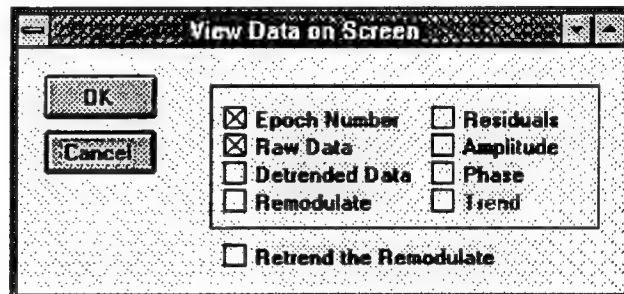 View Data on Screen
OK
Cancel
Epoch Number
Raw Data
Detrended Data
Remodulate
Residuals
Amplitude
Phase
Trend
Retrend the Remodulate